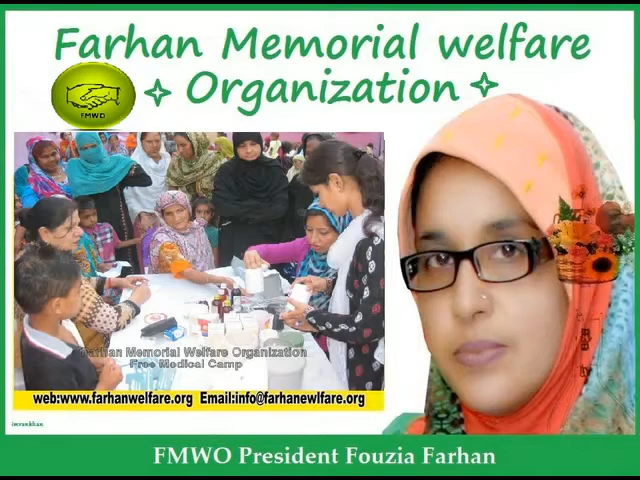 Farhan Memorial welfare
Organization
FMWO
Farhan Memorial Welfare Organization
Free Medical Camp
web:www.farhanwelfare.org Email:info@farhanewlfare.org
imrankhan
FMWO President Fouzia Farhan